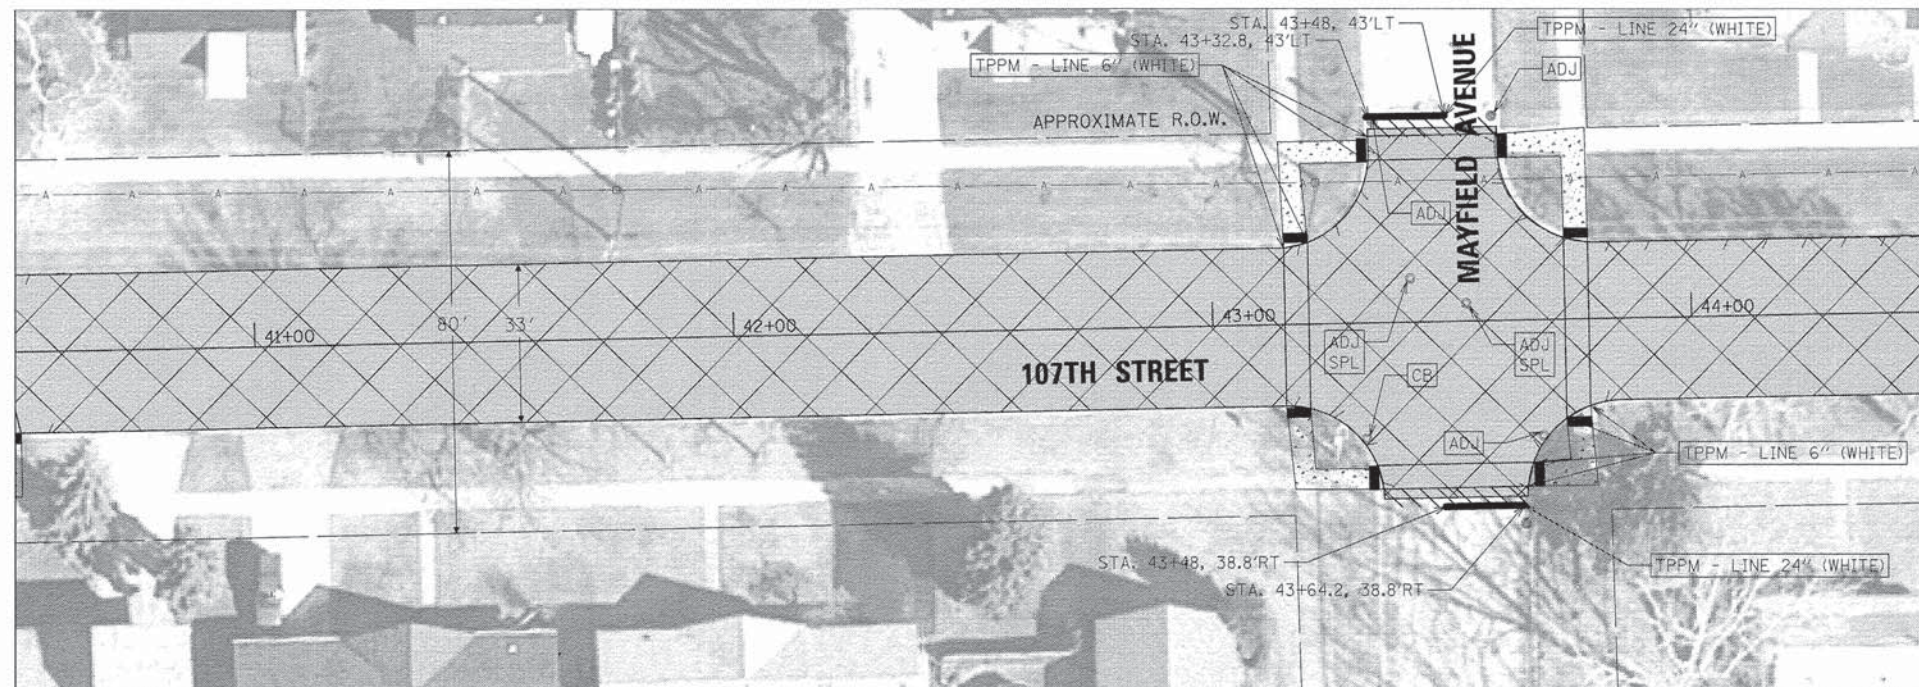 STA. 43+48, 43'LT
STA. 43+32.8, 43'LT
TPPM - LINE 24" (WHITE)
TPPM - LINE 6" (WHITE)
ADJ
MAYFIELD AVENUE
APPROXIMATE R.O.W.
A A A A A A A A A A A A A A A A A A A
ADJ
41+00
80'
33'
42+00
43+00
44+00
ADJ
SPL
ADJ
SPL
107TH STREET
CB
ADJ
TPPM - LINE 6" (WHITE)
STA. 43+48, 38.8'RT
TPPM - LINE 24" (WHITE)
STA. 43+64.2, 38.8'RT